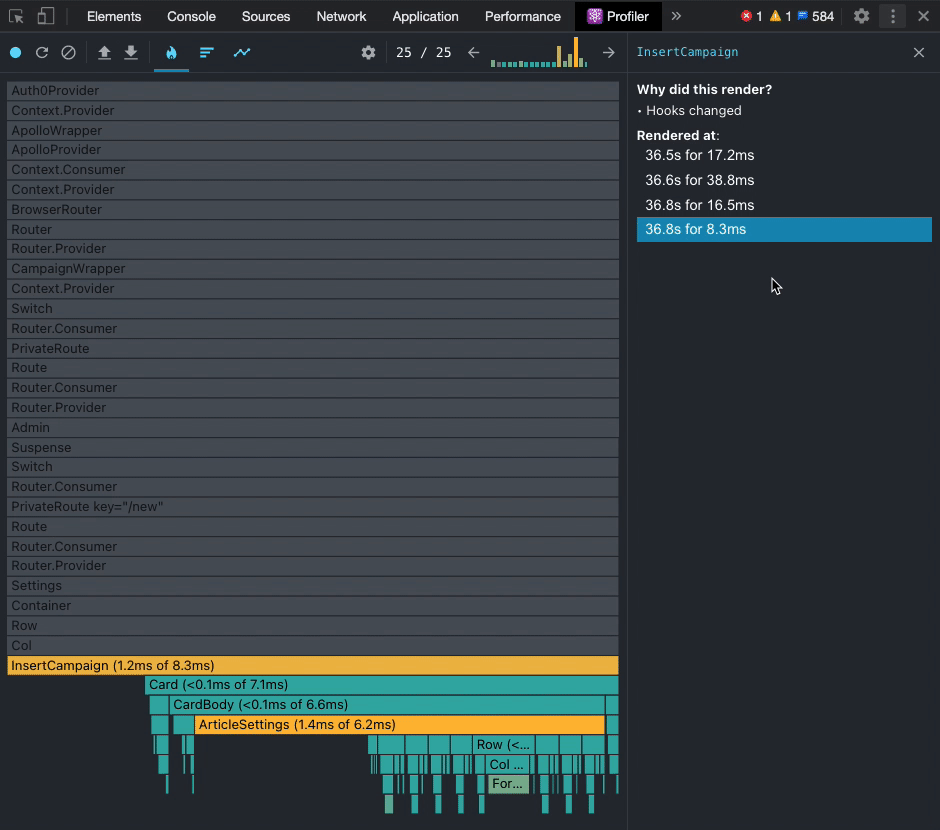 Elements Console Sources Network Application Performance Profiler » 1 1 584
25 / 25
InsertCampaign
Auth0Provider
Context.Provider
ApolloWrapper
ApolloProvider
Context.Consumer
Context.Provider
BrowserRouter
Router
Router.Provider
CampaignWrapper
Context.Provider
Switch
Router.Consumer
PrivateRoute
Route
Router.Consumer
Router.Provider
Admin
Suspense
Switch
Router.Consumer
PrivateRoute key="/new"
Route
Router.Consumer
Router.Provider
Settings
Container
Row
Col
InsertCampaign (1.2ms of 8.3ms)
Card (<0.1ms of 7.1ms)
CardBody (<0.1ms of 6.6ms)
ArticleSettings (1.4ms of 6.2ms)
Row (<...
Col ...
For...
Why did this render?
• Hooks changed
Rendered at:
36.5s for 17.2ms
36.6s for 38.8ms
36.8s for 16.5ms
36.8s for 8.3ms